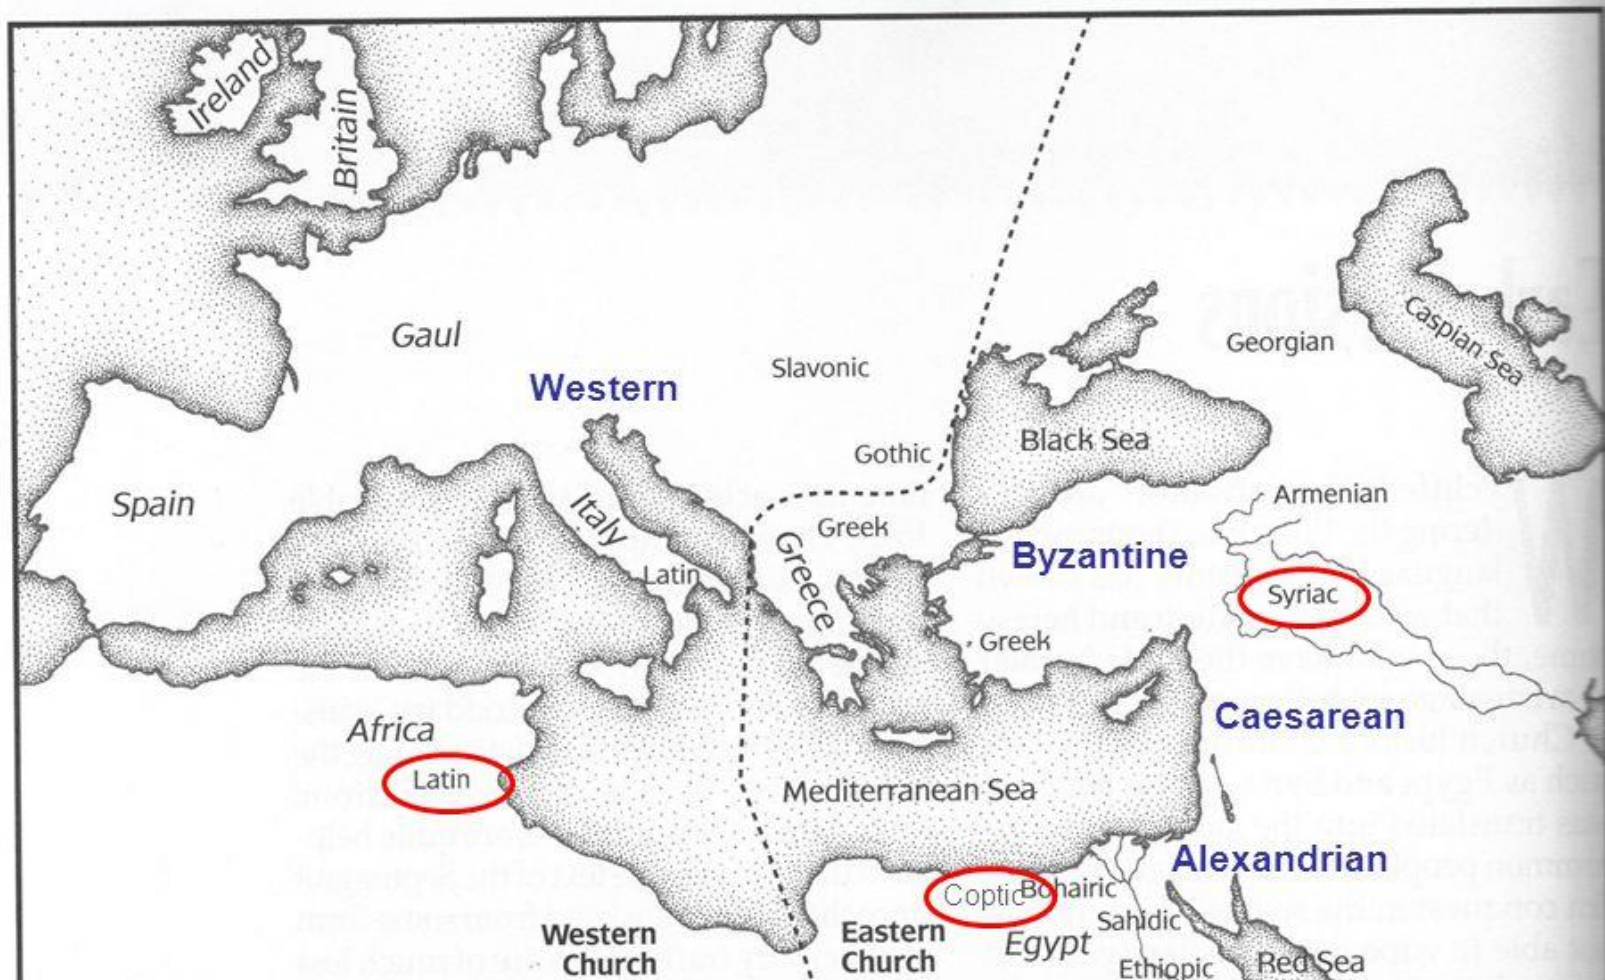 Ireland
Britain
Gaul
Slavonic
Georgian
Caspian Sea
Western
Gothic
Black Sea
Spain
Italy
Latin
Greek
Greece
Armenian
Byzantine
Syriac
Greek
Africa
Latin
Mediterranean Sea
Caesarean
Alexandrian
Coptic
Bohairic
Sahidic
Egypt
Western
Church
Eastern
Church
Ethiopic
Red Sea